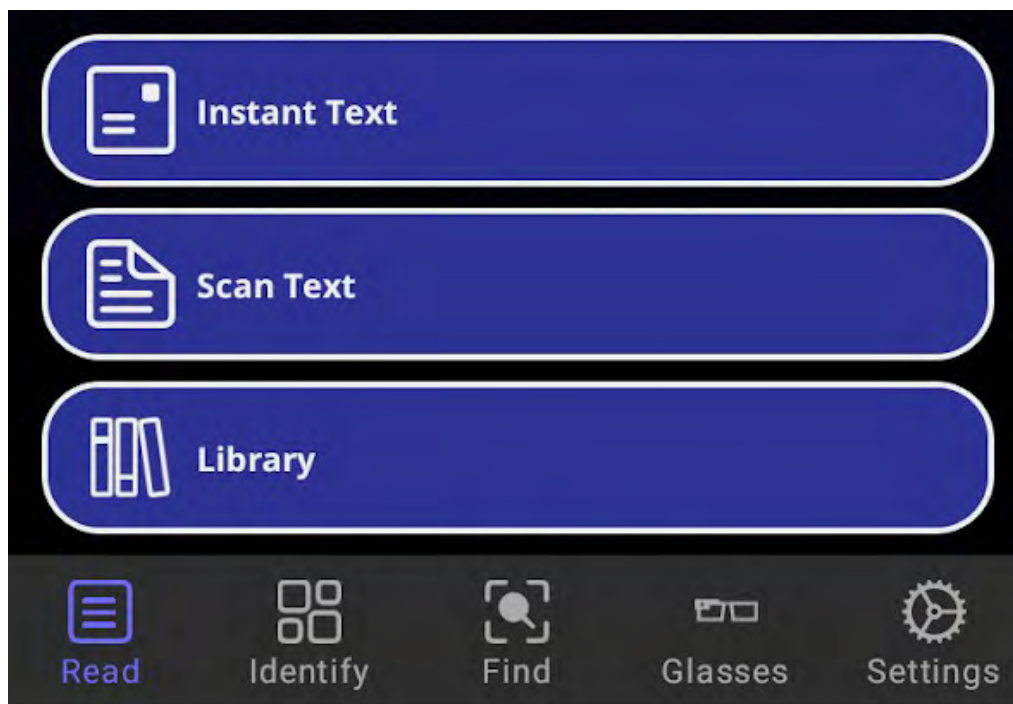 Instant Text
Scan Text
Library
Read Identify Find Glasses Settings